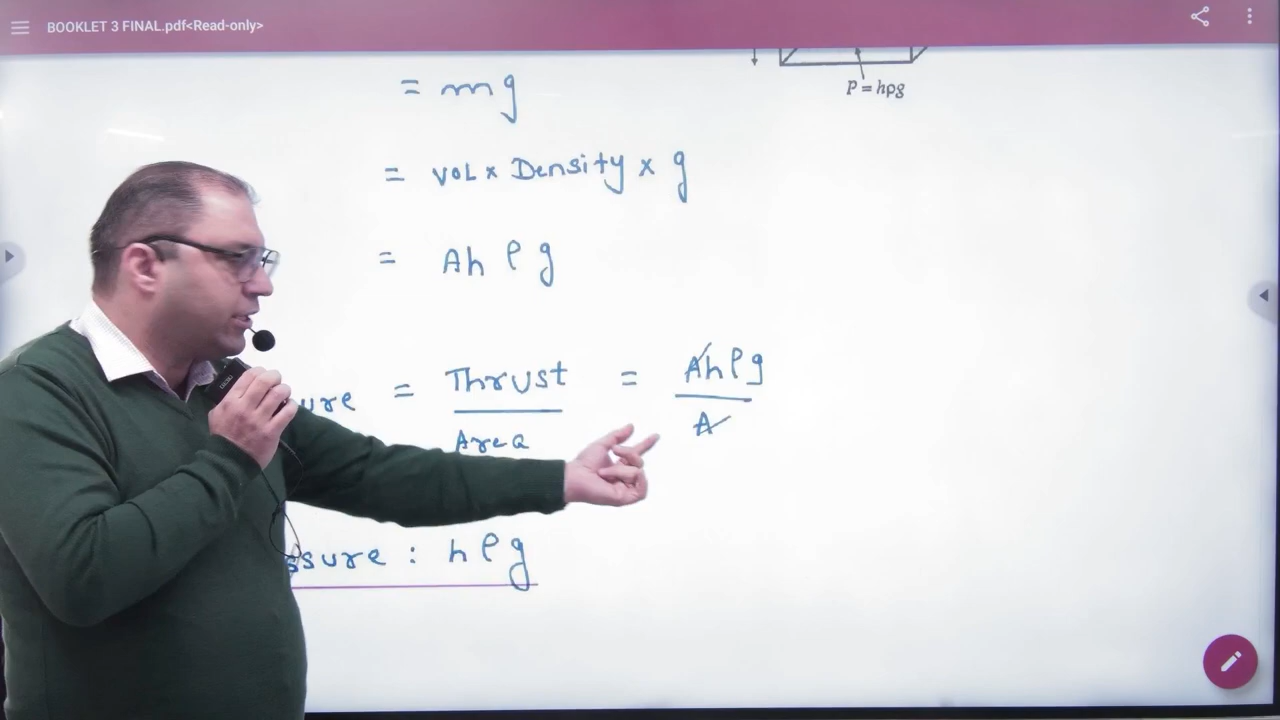 BOOKLET 3 FINAL.pdf<Read-only>
P = hρg
= mg
= VOL × Density × g
= Ahρg
ure = Thrust / Area = Ahρg / A
ssure : hρg